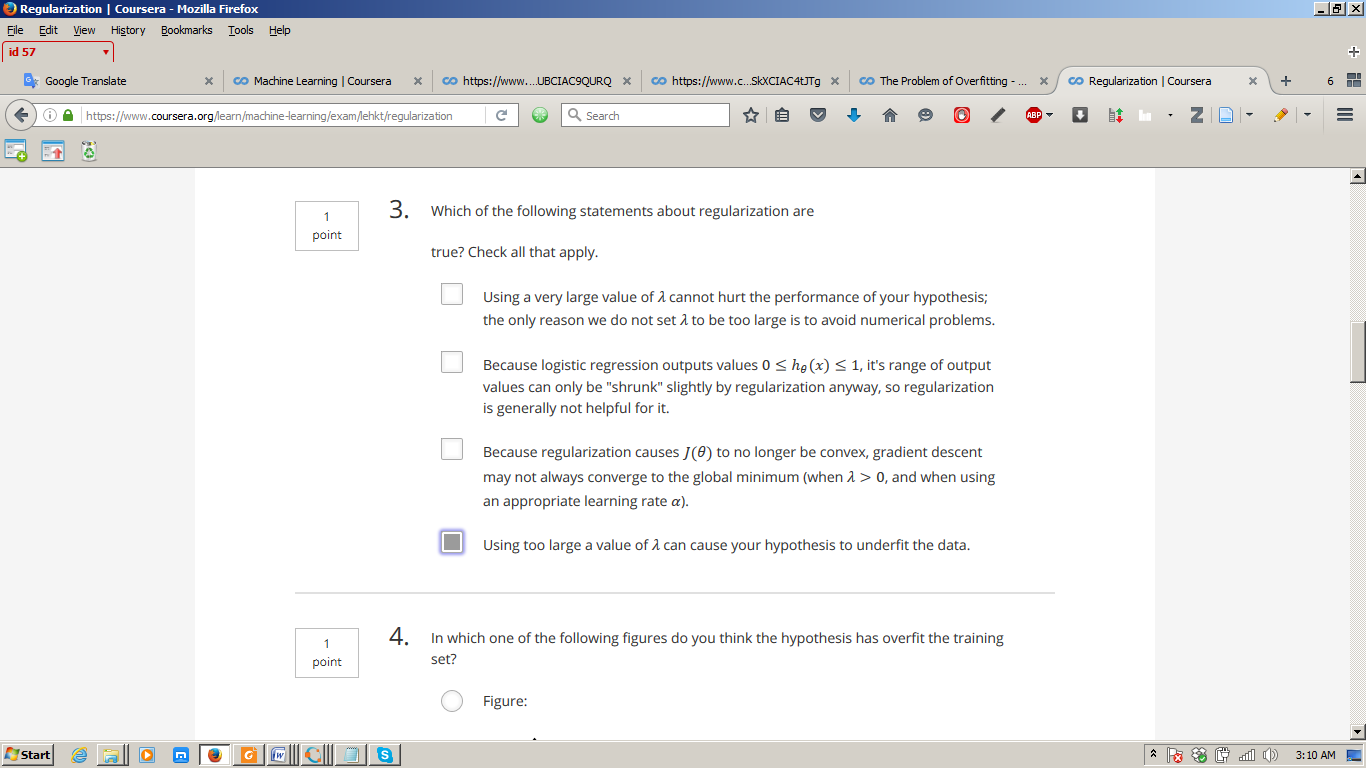 Regularization | Coursera - Mozilla Firefox
File Edit View History Bookmarks Tools Help
id 57
Google Translate
Machine Learning | Coursera
https://www....UBCIAC9QURQ
https://www.c...SkXCIAC4tJTg
The Problem of Overfitting - ...
Regularization | Coursera
6
https://www.coursera.org/learn/machine-learning/exam/lehkt/regularization
Search
ABP
1
point
3. Which of the following statements about regularization are
true? Check all that apply.
Using a very large value of λ cannot hurt the performance of your hypothesis;
the only reason we do not set λ to be too large is to avoid numerical problems.
Because logistic regression outputs values 0 ≤ hθ(x) ≤ 1, it's range of output
values can only be "shrunk" slightly by regularization anyway, so regularization
is generally not helpful for it.
Because regularization causes J(θ) to no longer be convex, gradient descent
may not always converge to the global minimum (when λ > 0, and when using
an appropriate learning rate α).
Using too large a value of λ can cause your hypothesis to underfit the data.
1
point
4. In which one of the following figures do you think the hypothesis has overfit the training
set?
Figure:
Start
3:10 AM